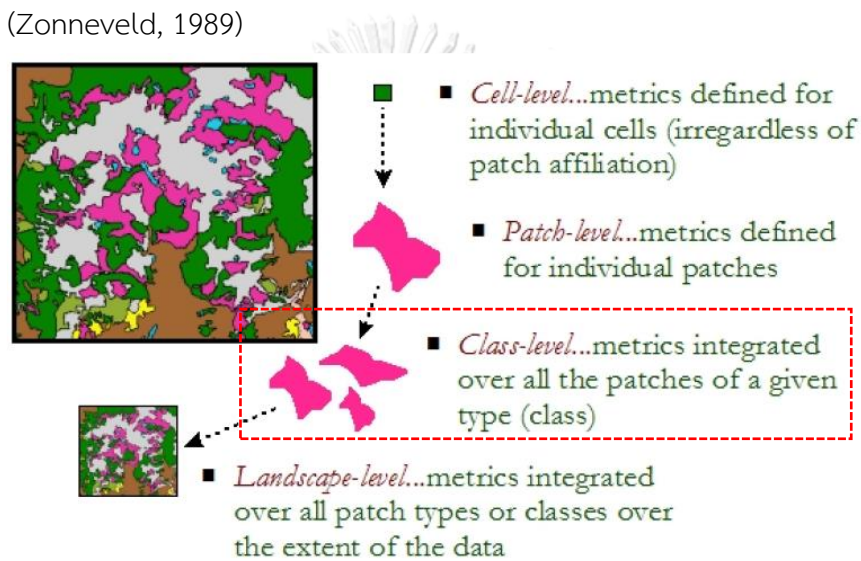 (Zonneveld, 1989)
▪ Cell-level...metrics defined for
individual cells (irregardless of
patch affiliation)
▪ Patch-level...metrics defined
for individual patches
▪ Class-level...metrics integrated
over all the patches of a given
type (class)
▪ Landscape-level...metrics integrated
over all patch types or classes over
the extent of the data